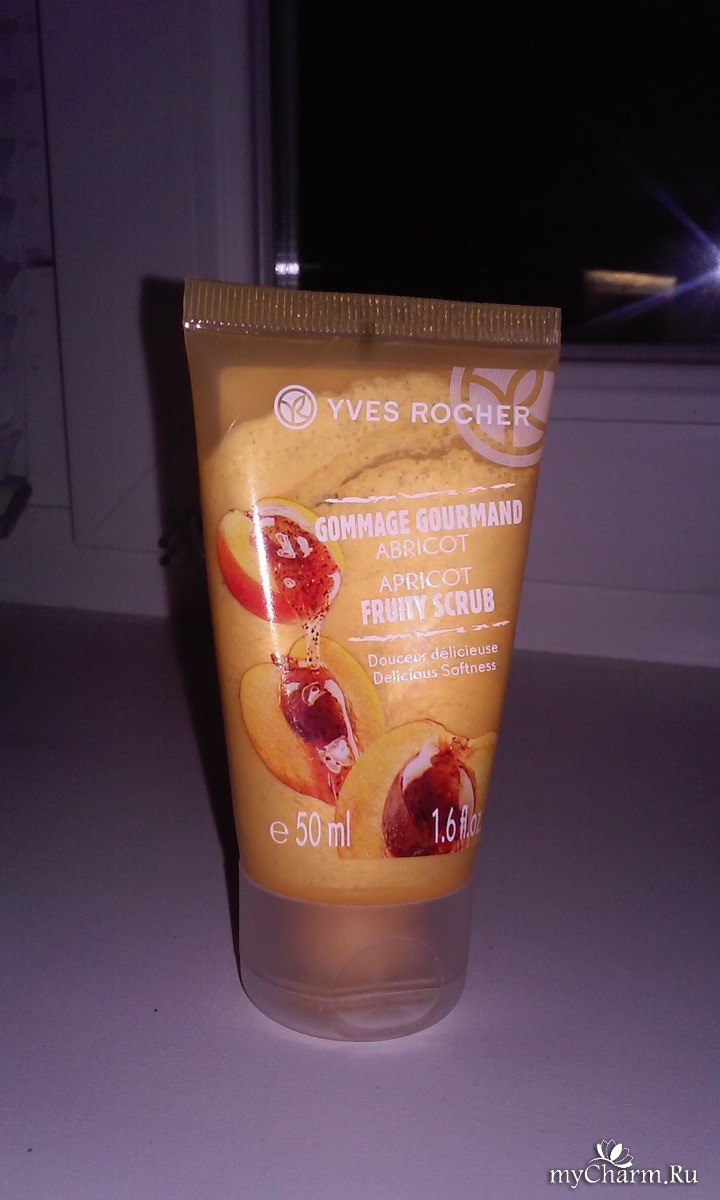 YVES ROCHER
GOMMAGE GOURMAND
ABRICOT
APRICOT
FRUITY SCRUB
Douceur délicieuse
Delicious Softness
℮ 50 ml 1.6 fl.oz
myCharm.Ru